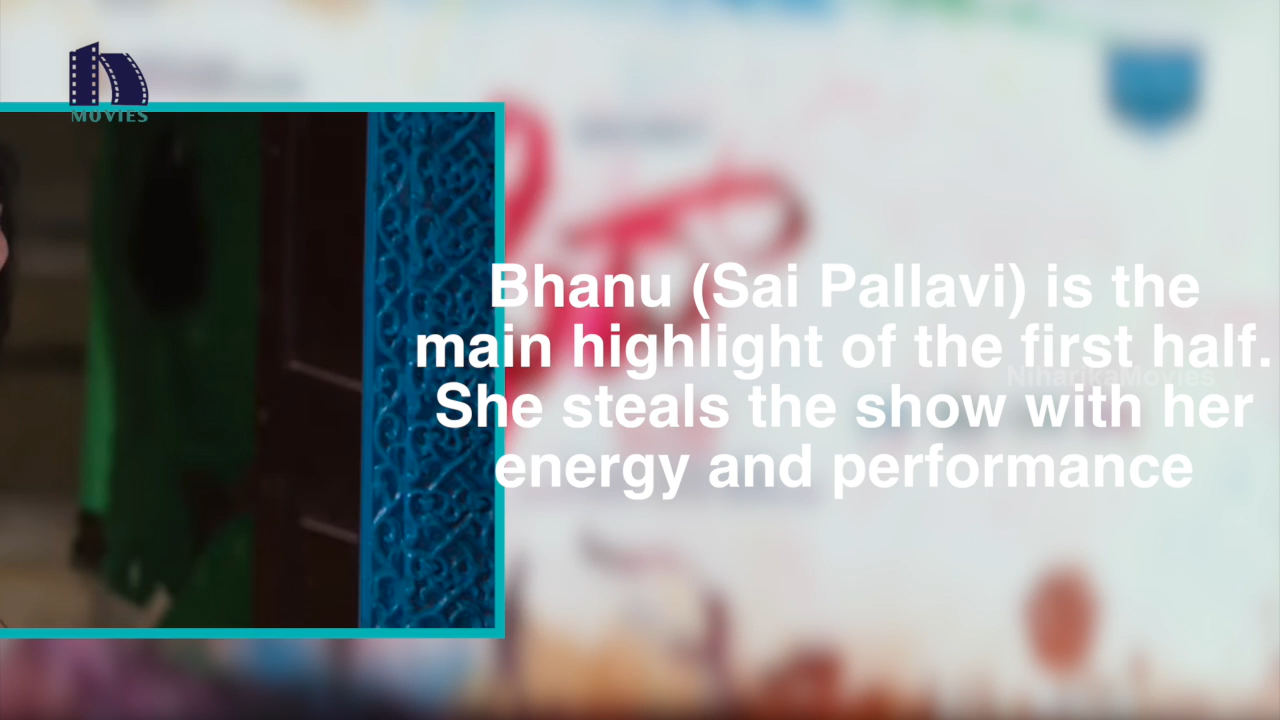 MOVIES
Bhanu (Sai Pallavi) is the
main highlight of the first half.
NiharikaMovies
She steals the show with her
energy and performance